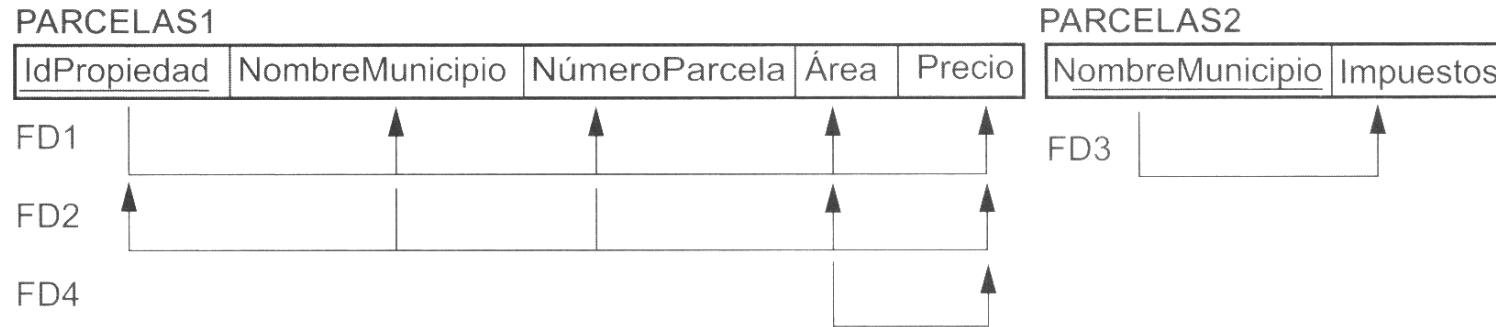 PARCELAS1
IdPropiedad NombreMunicipio NúmeroParcela Área Precio
FD1
FD2
FD4
PARCELAS2
NombreMunicipio Impuestos
FD3